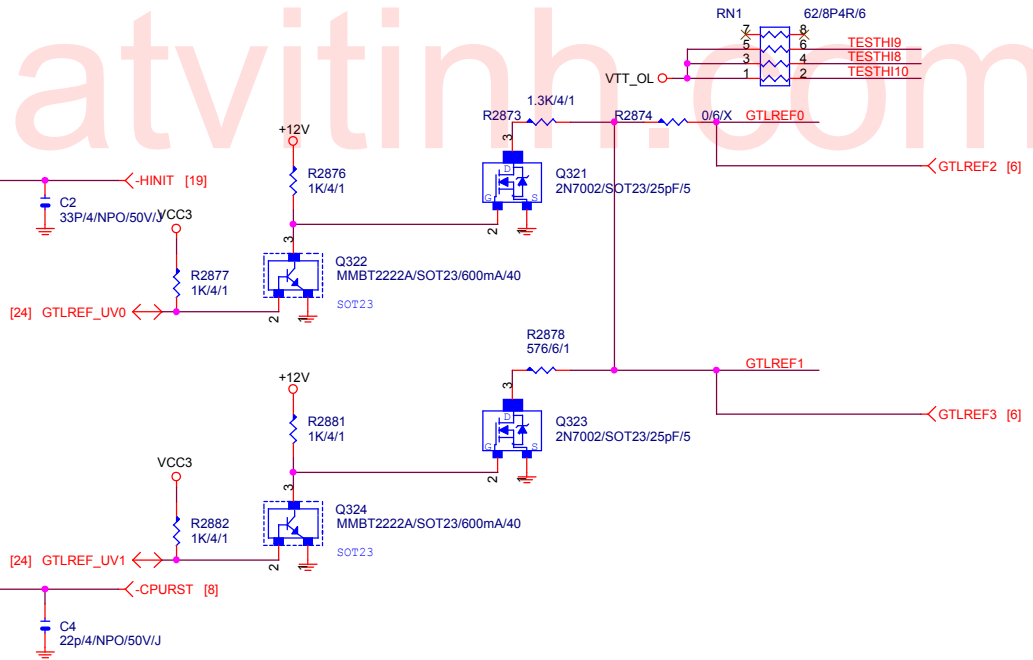 atvitinh.com
RN1 62/8P4R/6
7 8
5 6 TESTHI9
3 4 TESTHI8
1 2 TESTHI10
VTT_OL
1.3K/4/1
R2873 R2874 0/6/X GTLREF0
3
+12V
R2876
1K/4/1
D
G S
Q321
2N7002/SOT23/25pF/5
2 1
GTLREF2 [6]
-HINIT [19]
C2
33P/4/NPO/50V/J
VCC3
3
R2877
1K/4/1
Q322
MMBT2222A/SOT23/600mA/40
SOT23
[24] GTLREF_UV0
2 1
R2878
576/6/1
GTLREF1
3
+12V
R2881
1K/4/1
D
G S
Q323
2N7002/SOT23/25pF/5
2 1
GTLREF3 [6]
VCC3
3
R2882
1K/4/1
Q324
MMBT2222A/SOT23/600mA/40
SOT23
[24] GTLREF_UV1
2 1
-CPURST [8]
C4
22p/4/NPO/50V/J